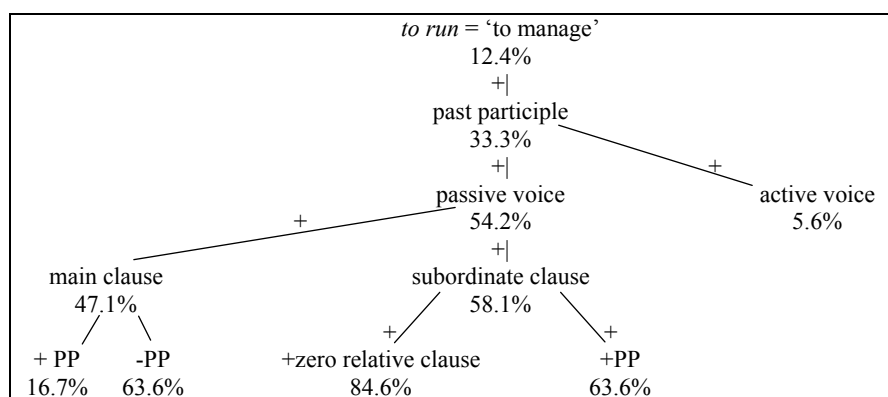 to run = ‘to manage’
12.4%
+|
past participle
33.3%
+| +
passive voice active voice
54.2% 5.6%
+ +|
main clause subordinate clause
47.1% 58.1%
+ +
+ PP -PP +zero relative clause +PP
16.7% 63.6% 84.6% 63.6%